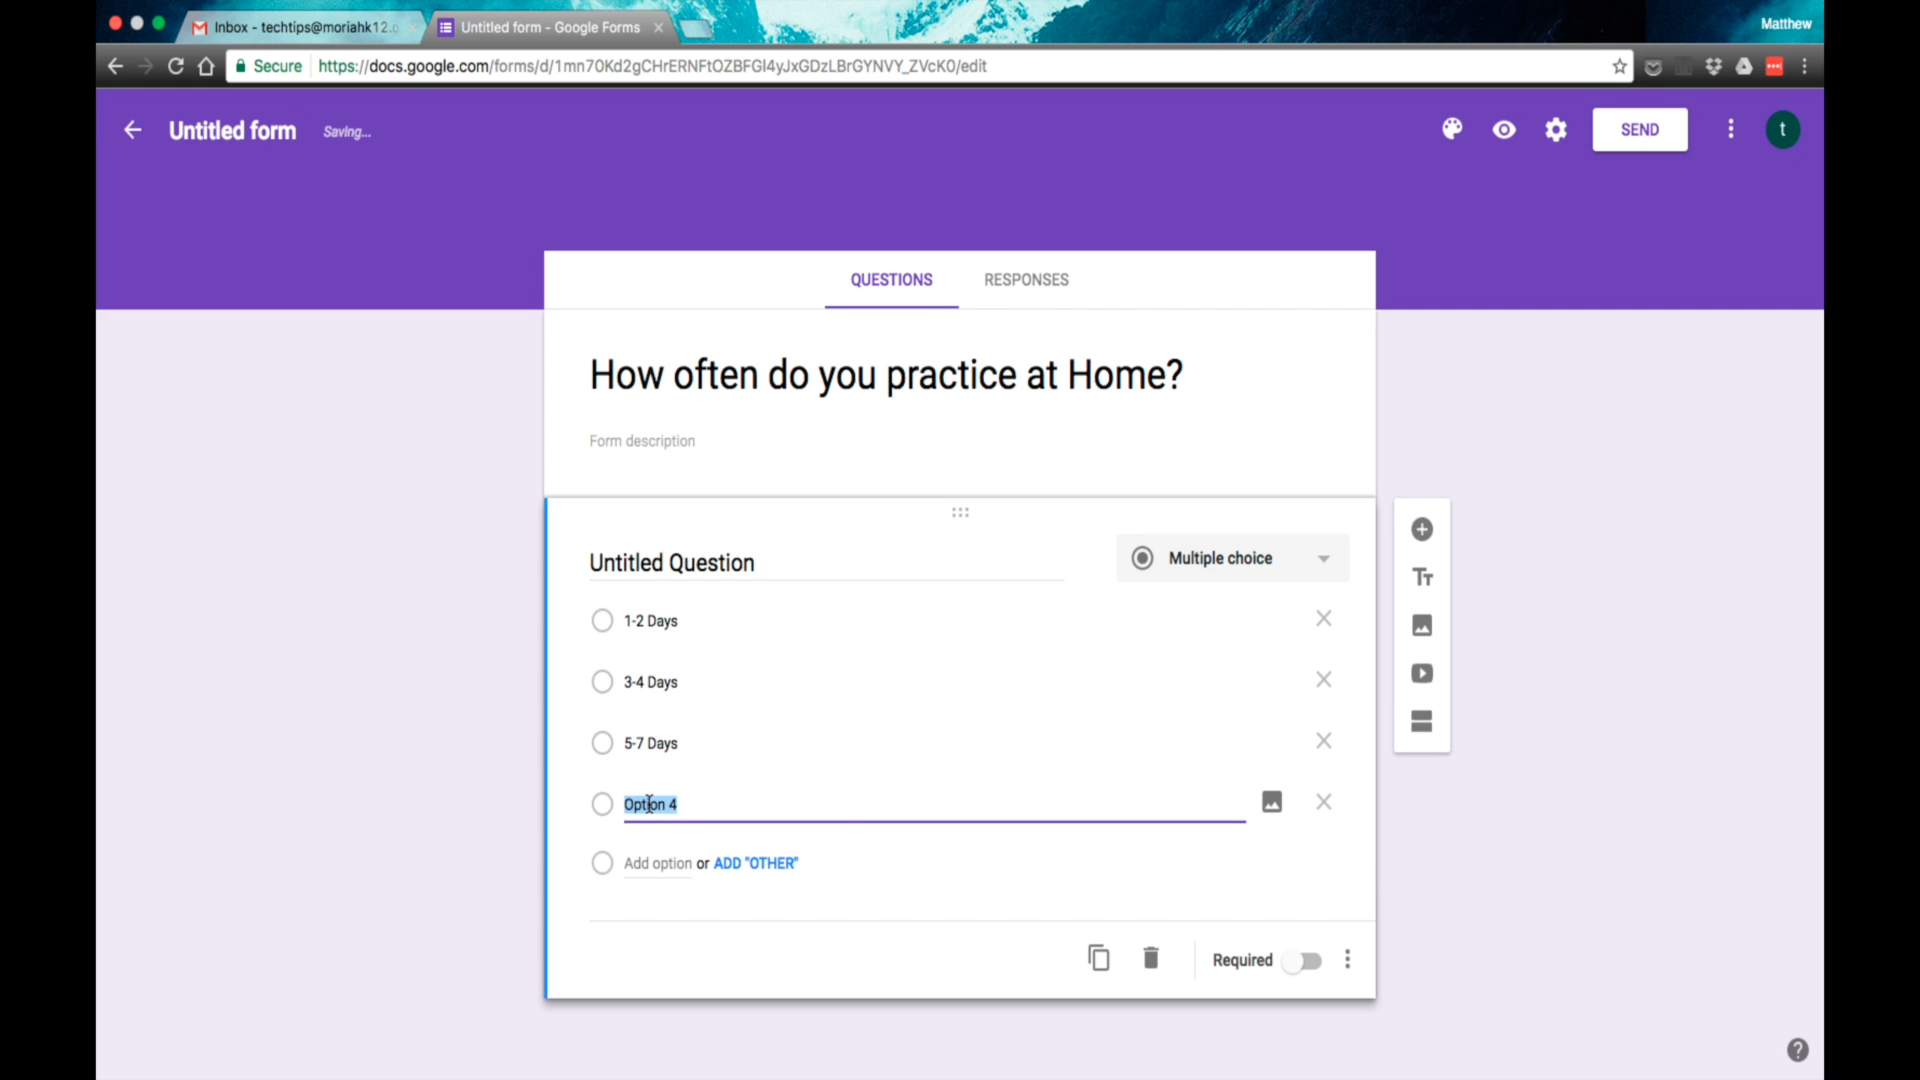 Matthew
Inbox - techtips@moriahk12.
Untitled form - Google Forms
Secure
https://docs.google.com/forms/d/1mn70Kd2gCHrERNFtOZBFGl4yJxGDzLBrGYNVY_ZVcK0/edit
Untitled form
Saving...
SEND
t
QUESTIONS
RESPONSES
How often do you practice at Home?
Form description
Untitled Question
Multiple choice
1-2 Days
3-4 Days
5-7 Days
Option 4
Add option or ADD "OTHER"
Required